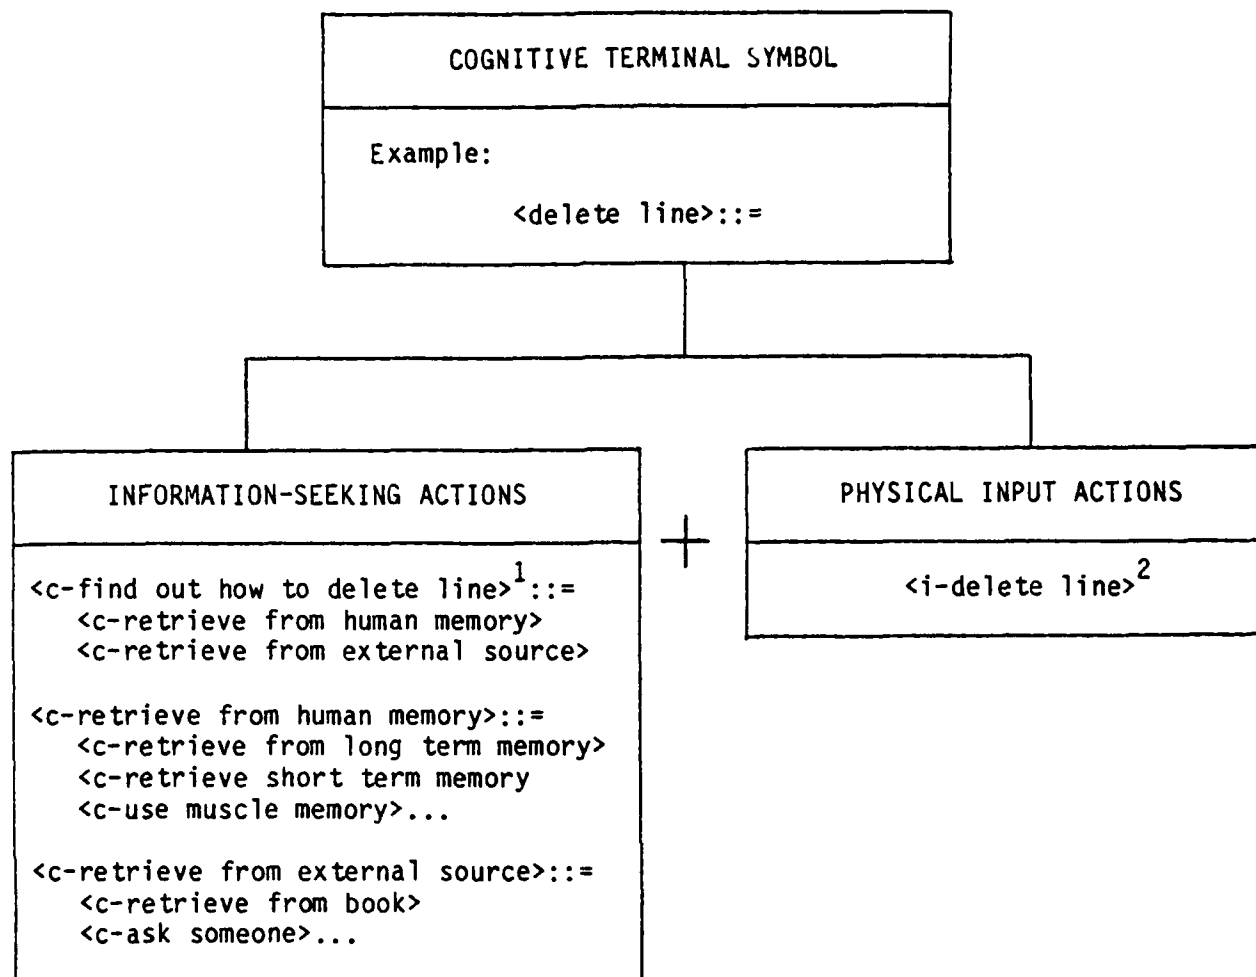 COGNITIVE TERMINAL SYMBOL
Example:
<delete line>::=
INFORMATION-SEEKING ACTIONS
<c-find out how to delete line>1::=
<c-retrieve from human memory>
<c-retrieve from external source>
<c-retrieve from human memory>::=
<c-retrieve from long term memory>
<c-retrieve short term memory
<c-use muscle memory>...
<c-retrieve from external source>::=
<c-retrieve from book>
<c-ask someone>...
+
PHYSICAL INPUT ACTIONS
<i-delete line>2